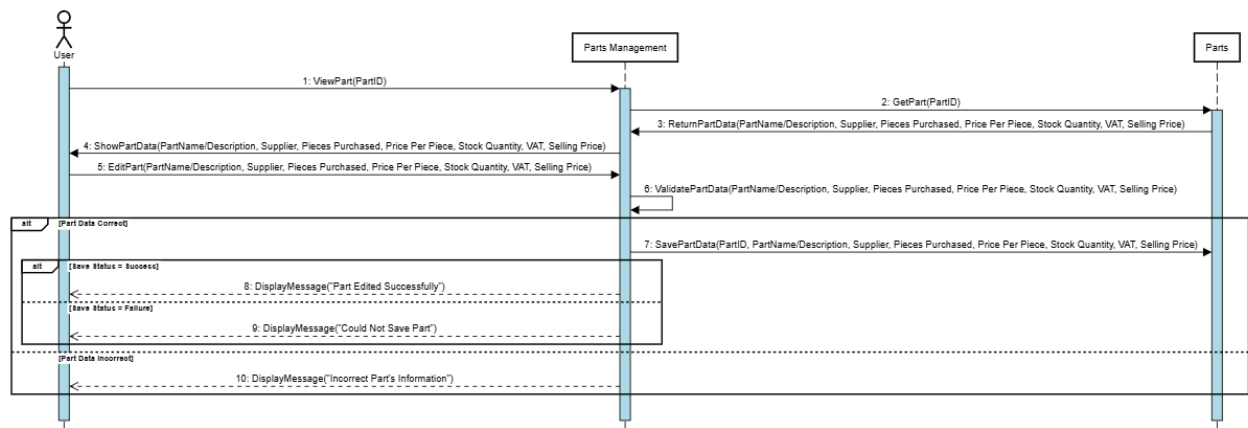 User
Parts Management
Parts
1: ViewPart(PartID)
2: GetPart(PartID)
3: ReturnPartData(PartName/Description, Supplier, Pieces Purchased, Price Per Piece, Stock Quantity, VAT, Selling Price)
4: ShowPartData(PartName/Description, Supplier, Pieces Purchased, Price Per Piece, Stock Quantity, VAT, Selling Price)
5: EditPart(PartName/Description, Supplier, Pieces Purchased, Price Per Piece, Stock Quantity, VAT, Selling Price)
6: ValidatePartData(PartName/Description, Supplier, Pieces Purchased, Price Per Piece, Stock Quantity, VAT, Selling Price)
alt [Part Data Correct]
7: SavePartData(PartID, PartName/Description, Supplier, Pieces Purchased, Price Per Piece, Stock Quantity, VAT, Selling Price)
alt [Save Status = Success]
8: DisplayMessage("Part Edited Successfully")
[Save Status = Failure]
9: DisplayMessage("Could Not Save Part")
[Part Data Incorrect]
10: DisplayMessage("Incorrect Part's Information")